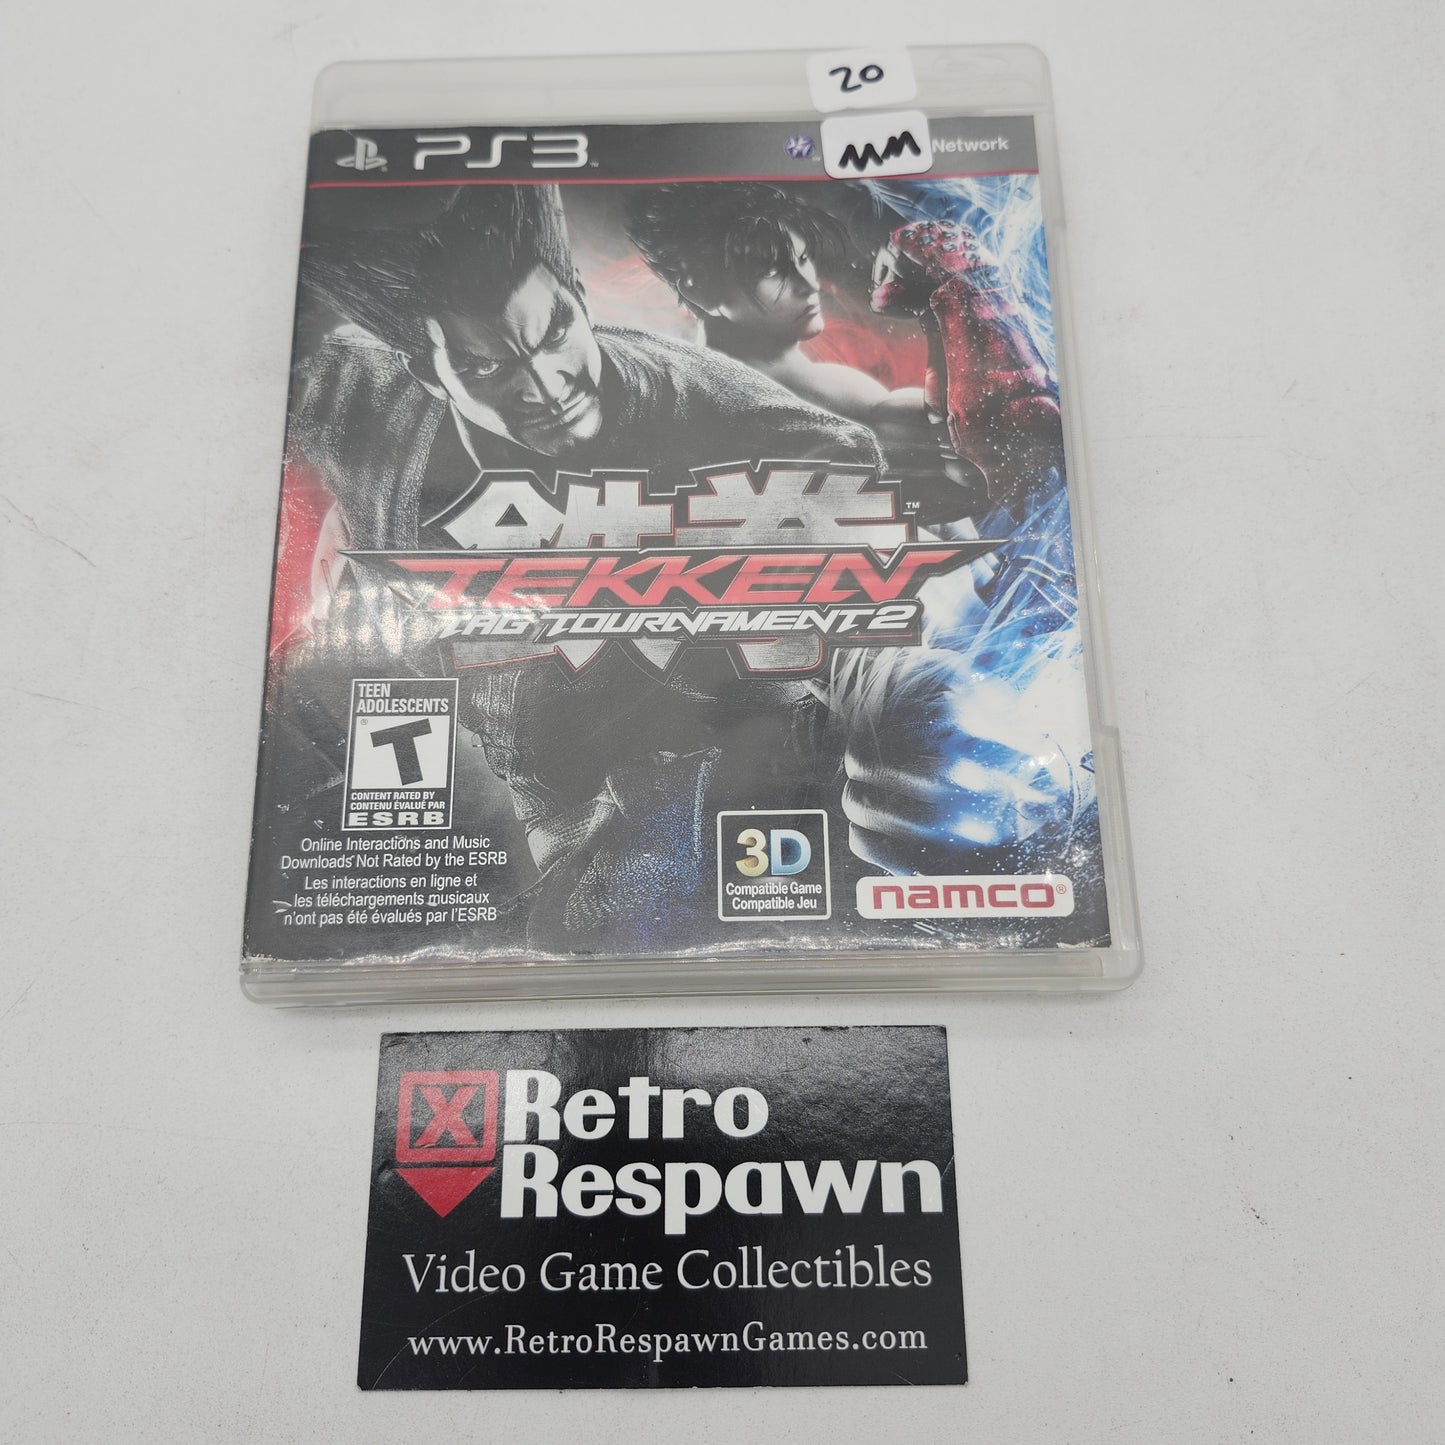 20
PS3
MM
Network
鉄拳
TM
TEKKEN
TAG TOURNAMENT 2
TEEN
ADOLESCENTS
T
®
CONTENT RATED BY
CONTENU ÉVALUÉ PAR
ESRB
Online Interactions and Music
Downloads Not Rated by the ESRB
Les interactions en ligne et
les téléchargements musicaux
n'ont pas été évalués par l'ESRB
3D
Compatible Game
Compatible Jeu
namco®
X
Retro
Respawn
Video Game Collectibles
www.RetroRespawnGames.com